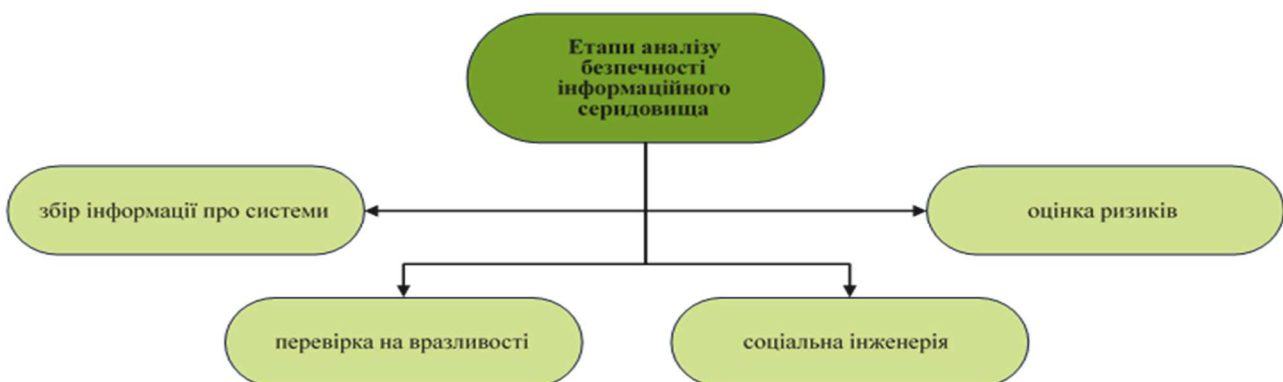 Етапи аналізу
безпечності
інформаційного
серидовища
збір інформації про системи
оцінка ризиків
перевірка на вразливості
соціальна інженерія